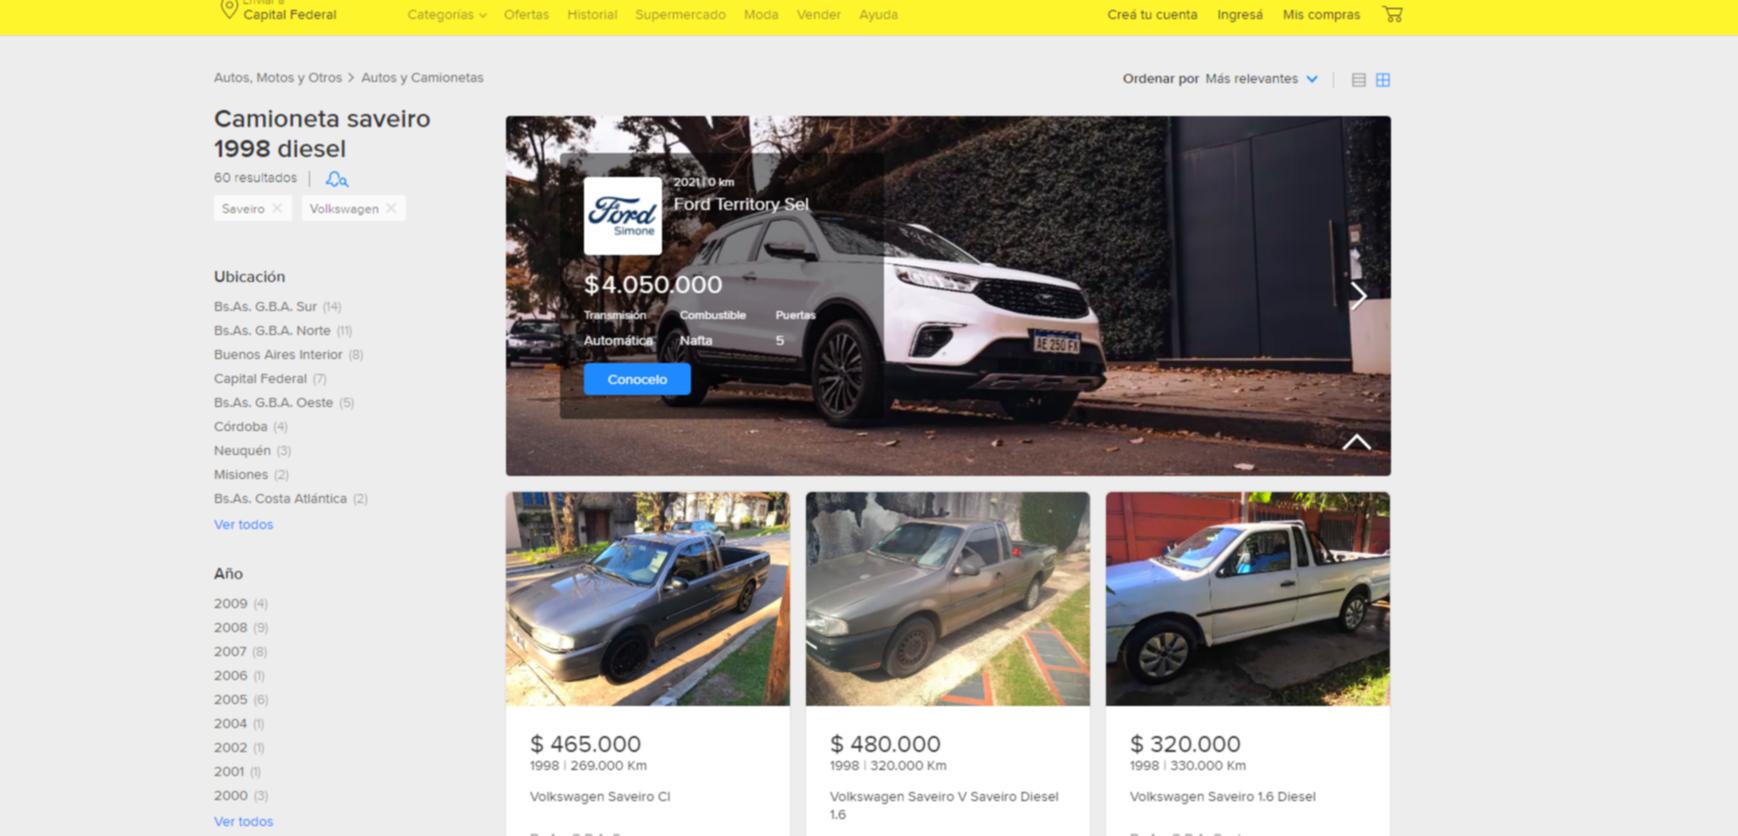 Capital Federal
Categorías Ofertas Historial Supermercado Moda Vender Ayuda
Creá tu cuenta Ingresá Mis compras
Autos, Motos y Otros > Autos y Camionetas
Ordenar por Más relevantes
Camioneta saveiro
1998 diesel
60 resultados
Saveiro × Volkswagen ×
Ubicación
Bs.As. G.B.A. Sur (14)
Bs.As. G.B.A. Norte (11)
Buenos Aires Interior (8)
Capital Federal (7)
Bs.As. G.B.A. Oeste (5)
Córdoba (4)
Neuquén (3)
Misiones (2)
Bs.As. Costa Atlántica (2)
Ver todos
Año
2009 (4)
2008 (9)
2007 (8)
2006 (1)
2005 (6)
2004 (1)
2002 (1)
2001 (1)
2000 (3)
Ver todos
Ford
Simone
2021 | 0 km
Ford Territory Sel
$4.050.000
Transmisión Combustible Puertas
Automática Nafta 5
Conocelo
AE 250 FX
$ 465.000
1998 | 269.000 Km
Volkswagen Saveiro Cl
$ 480.000
1998 | 320.000 Km
Volkswagen Saveiro V Saveiro Diesel
1.6
$ 320.000
1998 | 330.000 Km
Volkswagen Saveiro 1.6 Diesel